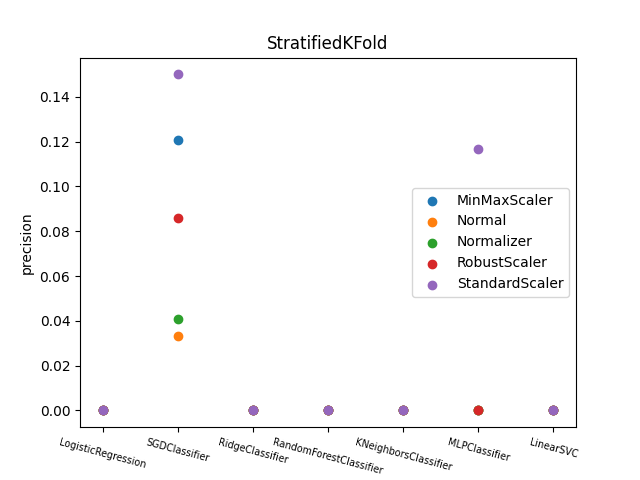 StratifiedKFold
precision
0.14
0.12
0.10
0.08
0.06
0.04
0.02
0.00
MinMaxScaler
Normal
Normalizer
RobustScaler
StandardScaler
LogisticRegression
SGDClassifier
RidgeClassifier
RandomForestClassifier
KNeighborsClassifier
MLPClassifier
LinearSVC